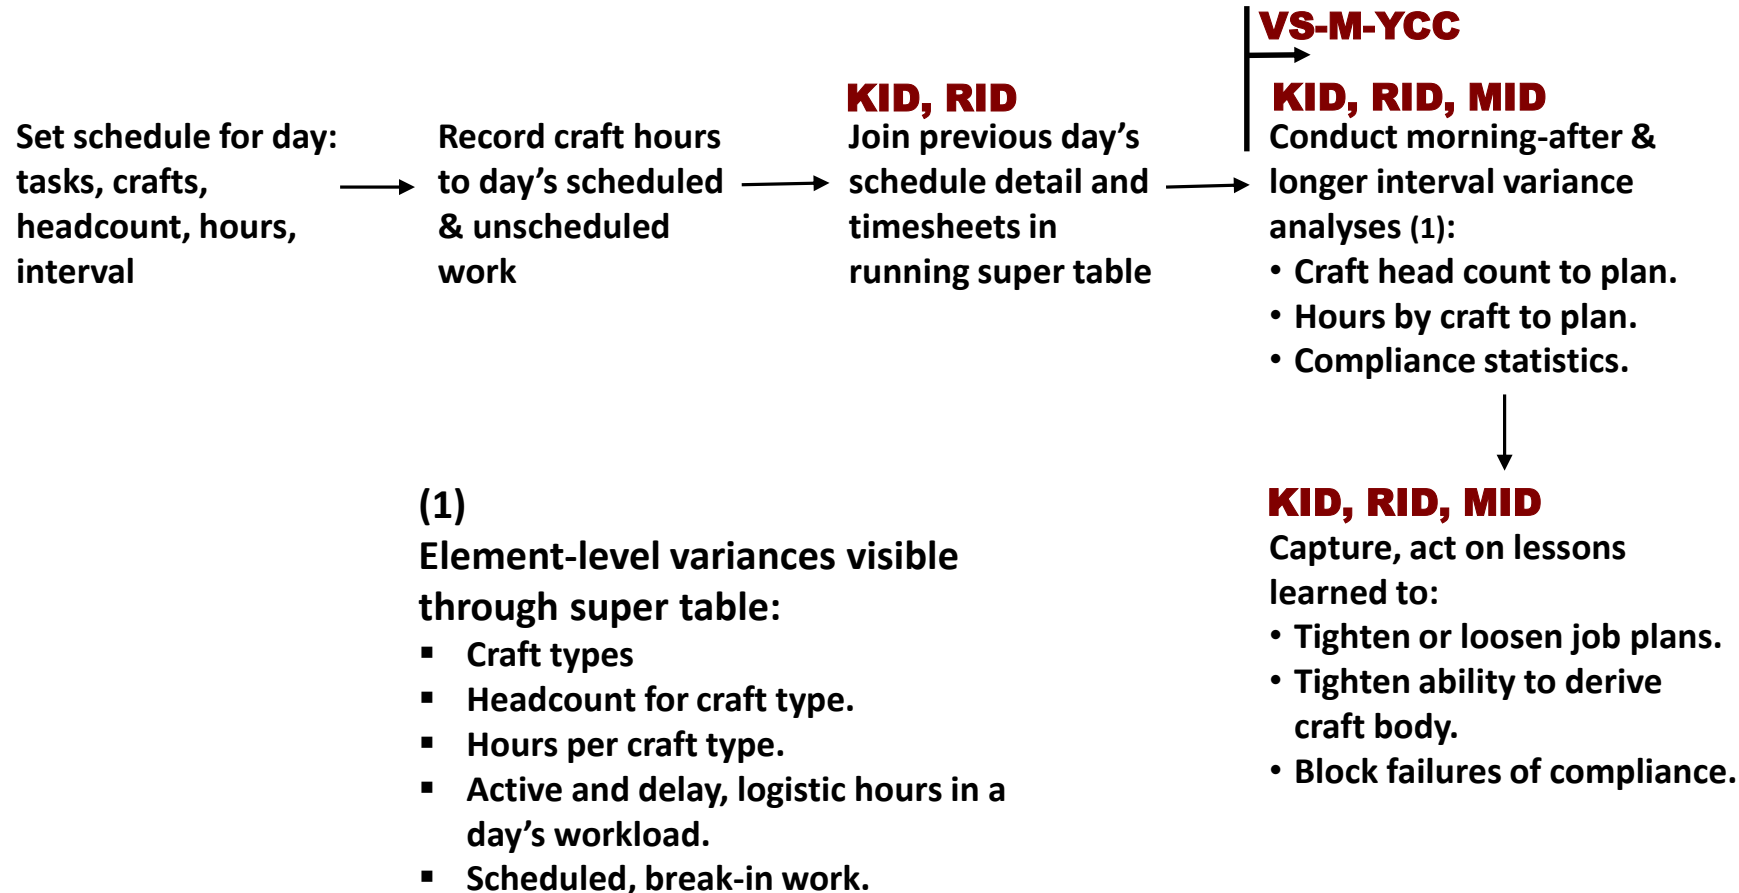 Set schedule for day:
tasks, crafts,
headcount, hours,
interval
Record craft hours
to day’s scheduled
& unscheduled
work
KID, RID
Join previous day’s
schedule detail and
timesheets in
running super table
VS-M-YCC
KID, RID, MID
Conduct morning-after &
longer interval variance
analyses (1):
• Craft head count to plan.
• Hours by craft to plan.
• Compliance statistics.
KID, RID, MID
Capture, act on lessons
learned to:
• Tighten or loosen job plans.
• Tighten ability to derive
craft body.
• Block failures of compliance.
(1)
Element-level variances visible
through super table:
▪ Craft types
▪ Headcount for craft type.
▪ Hours per craft type.
▪ Active and delay, logistic hours in a
day’s workload.
▪ Scheduled, break-in work.